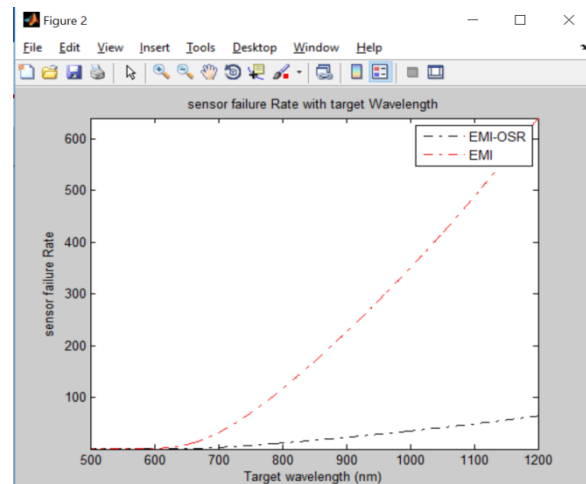 Figure 2
File Edit View Insert Tools Desktop Window Help
sensor failure Rate with target Wavelength
EMI-OSR
EMI
600
500
400
300
200
100
sensor failure Rate
500 600 700 800 900 1000 1100 1200
Target wavelength (nm)